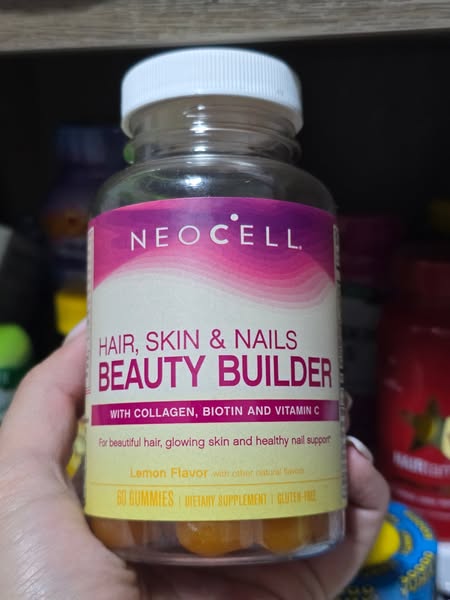 NEOCELL®
HAIR, SKIN & NAILS
BEAUTY BUILDER
WITH COLLAGEN, BIOTIN AND VITAMIN C
For beautiful hair, glowing skin and healthy nail support*
Lemon Flavor with other natural flavors
60 GUMMIES | DIETARY SUPPLEMENT | GLUTEN-FREE
HAIR